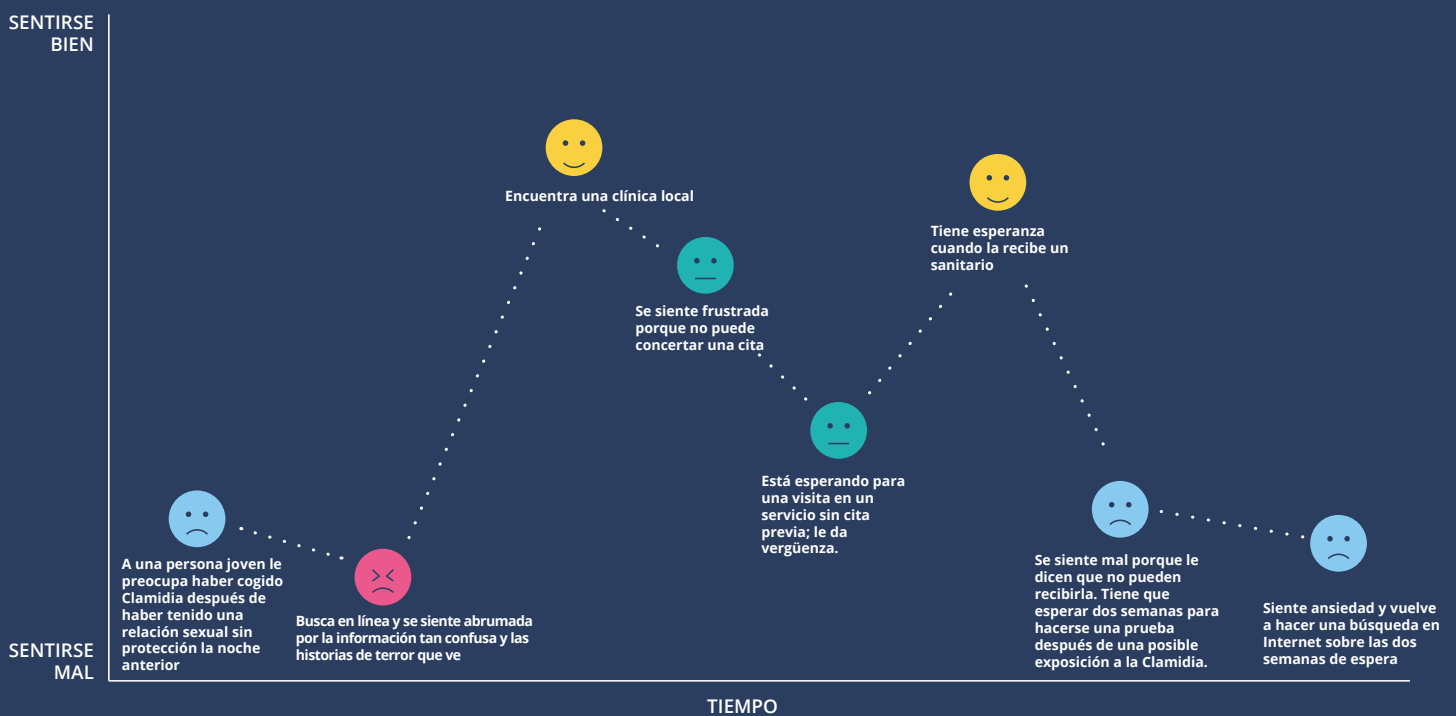 SENTIRSE
BIEN
Encuentra una clínica local
Se siente frustrada
porque no puede
concertar una cita
Tiene esperanza
cuando la recibe un
sanitario
A una persona joven le
preocupa haber cogido
Clamidia después de
haber tenido una
relación sexual sin
protección la noche
anterior
Busca en línea y se siente abrumada
por la información tan confusa y las
historias de terror que ve
Está esperando para
una visita en un
servicio sin cita
previa; le da
vergüenza.
Se siente mal porque le
dicen que no pueden
recibirla. Tiene que
esperar dos semanas para
hacerse una prueba
después de una posible
exposición a la Clamidia.
Siente ansiedad y vuelve
a hacer una búsqueda en
Internet sobre las dos
semanas de espera
SENTIRSE
MAL
TIEMPO